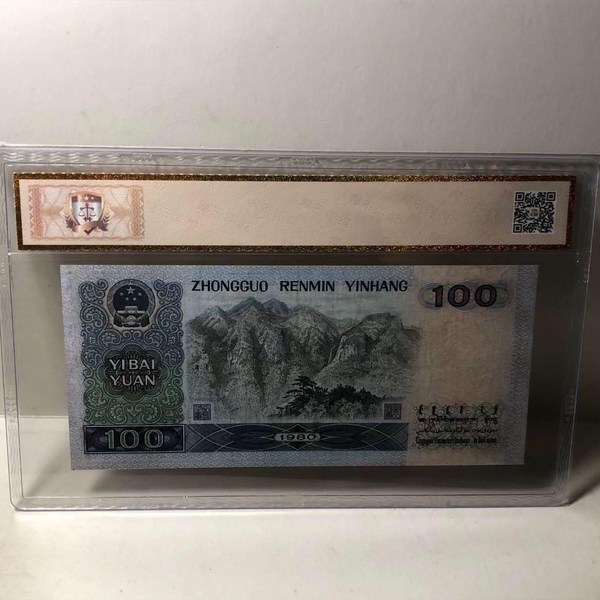 ZHONGGUO RENMIN YINHANG
100
YIBAI
YUAN
100
1980